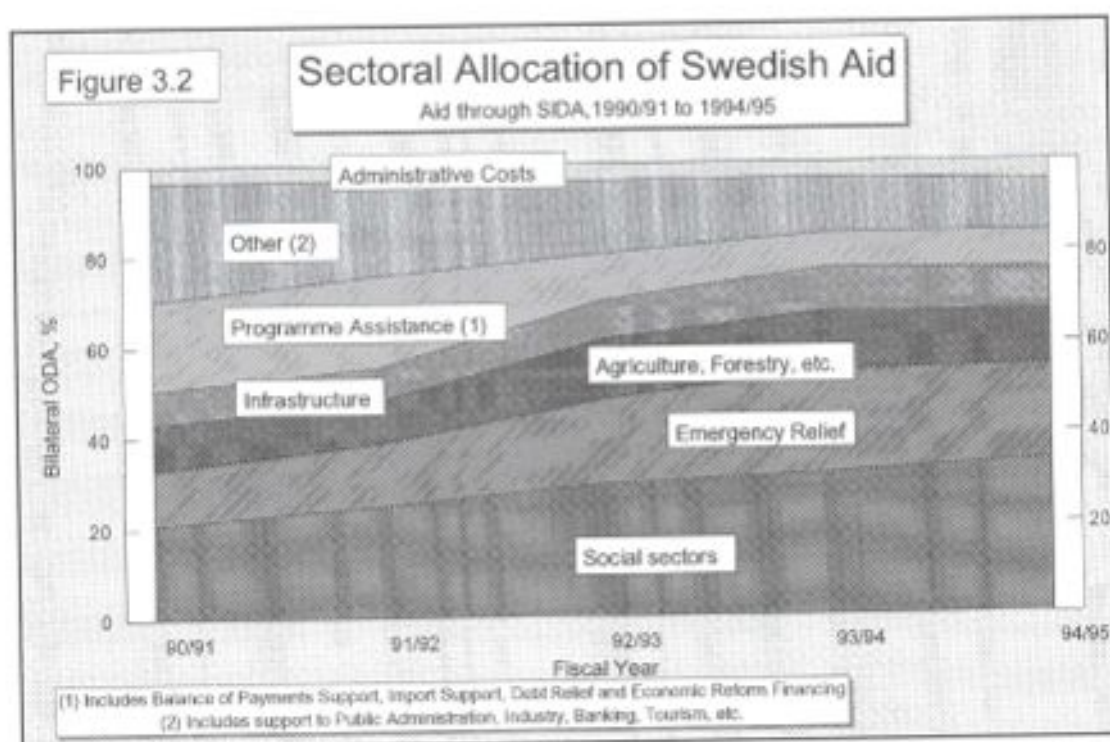 Figure 3.2
Sectoral Allocation of Swedish Aid
Aid through SIDA, 1990/91 to 1994/95
Bilateral ODA, %
100
80
60
40
20
0
Administrative Costs
Other (2)
Programme Assistance (1)
Infrastructure
Agriculture, Forestry, etc.
Emergency Relief
Social sectors
80
60
40
20
90/91
91/92
92/93
93/94
94/95
Fiscal Year
(1) Includes Balance of Payments Support, Import Support, Debt Relief and Economic Reform Financing
(2) Includes support to Public Administration, Industry, Banking, Tourism, etc.